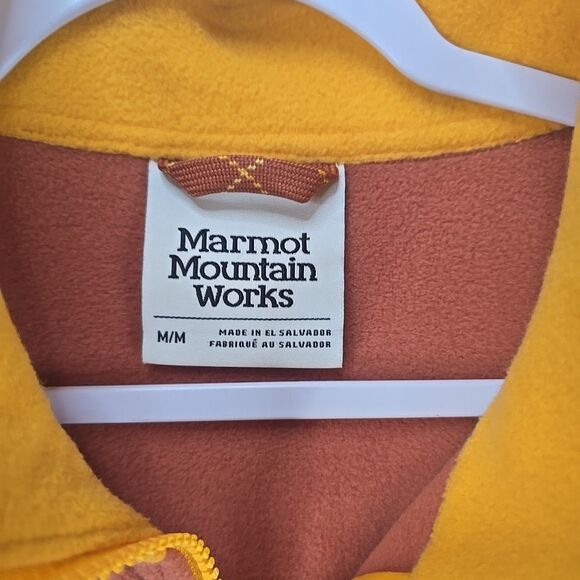 Marmot
Mountain
Works
M/M
MADE IN EL SALVADOR
FABRIQUÉ AU SALVADOR